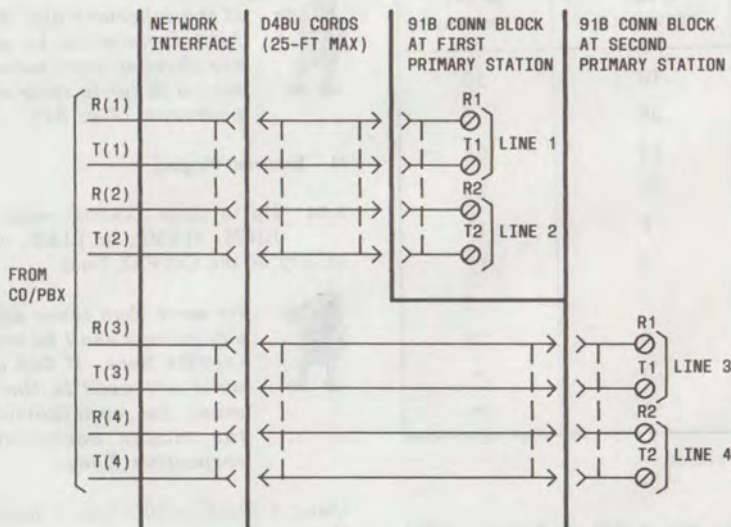 NETWORK
INTERFACE
D4BU CORDS
(25-FT MAX)
91B CONN BLOCK
AT FIRST
PRIMARY STATION
91B CONN BLOCK
AT SECOND
PRIMARY STATION
R(1)
T(1)
R(2)
T(2)
R1
T1
LINE 1
R2
T2
LINE 2
FROM
CO/PBX
R(3)
T(3)
R(4)
T(4)
R1
T1
LINE 3
R2
T2
LINE 4